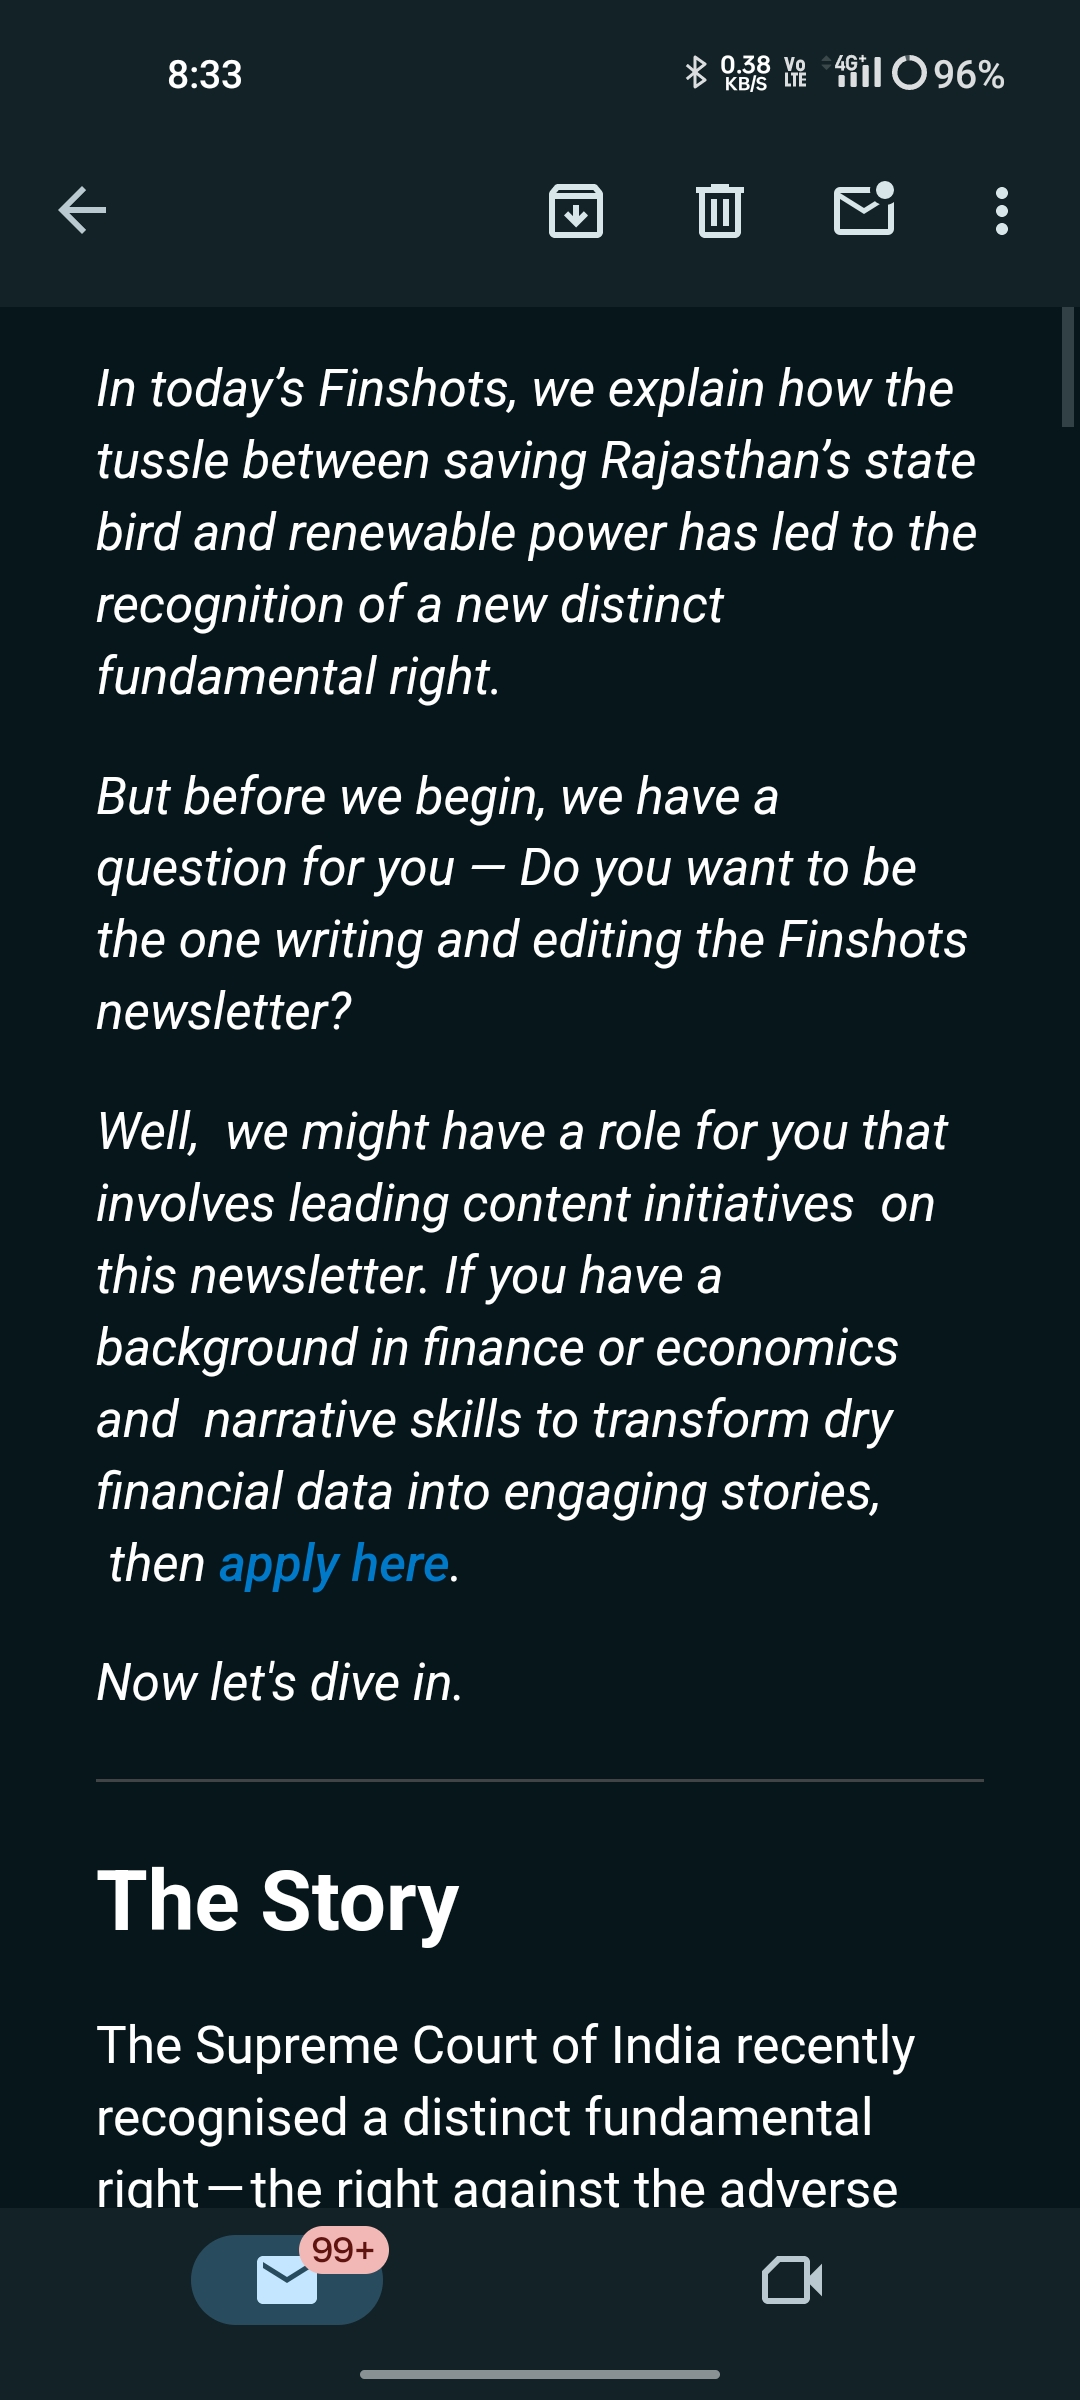 8:33
0.38 KB/S
Vo LTE
4G+
96%
In today’s Finshots, we explain how the
tussle between saving Rajasthan’s state
bird and renewable power has led to the
recognition of a new distinct
fundamental right.
But before we begin, we have a
question for you — Do you want to be
the one writing and editing the Finshots
newsletter?
Well,  we might have a role for you that
involves leading content initiatives  on
this newsletter. If you have a
background in finance or economics
and  narrative skills to transform dry
financial data into engaging stories,
then apply here.
Now let's dive in.
The Story
The Supreme Court of India recently
recognised a distinct fundamental
right — the right against the adverse
99+